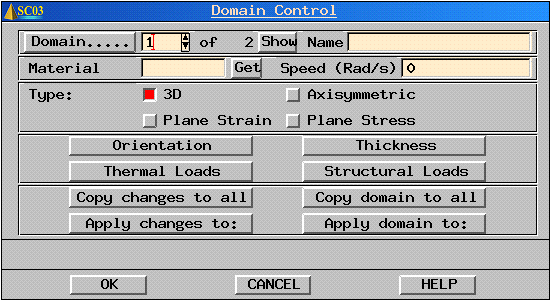 SC03 Domain Control
Domain..... 1 of 2 Show Name
Material Get Speed (Rad/s) 0
Type: 3D Axisymmetric
Plane Strain Plane Stress
Orientation Thickness
Thermal Loads Structural Loads
Copy changes to all Copy domain to all
Apply changes to: Apply domain to:
OK CANCEL HELP